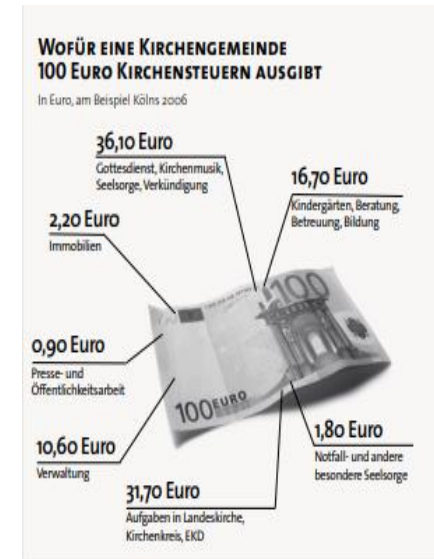 WOFÜR EINE KIRCHENGEMEINDE
100 EURO KIRCHENSTEUERN AUSGIBT
In Euro, am Beispiel Kölns 2006
36,10 Euro
Gottesdienst, Kirchenmusik,
Seelsorge, Verkündigung
16,70 Euro
Kindergärten, Beratung,
Betreuung, Bildung
2,20 Euro
Immobilien
100
0,90 Euro
Presse- und
Öffentlichkeitsarbeit
100 EURO
1,80 Euro
Notfall- und andere
besondere Seelsorge
10,60 Euro
Verwaltung
31,70 Euro
Aufgaben in Landeskirche,
Kirchenkreis, EKD